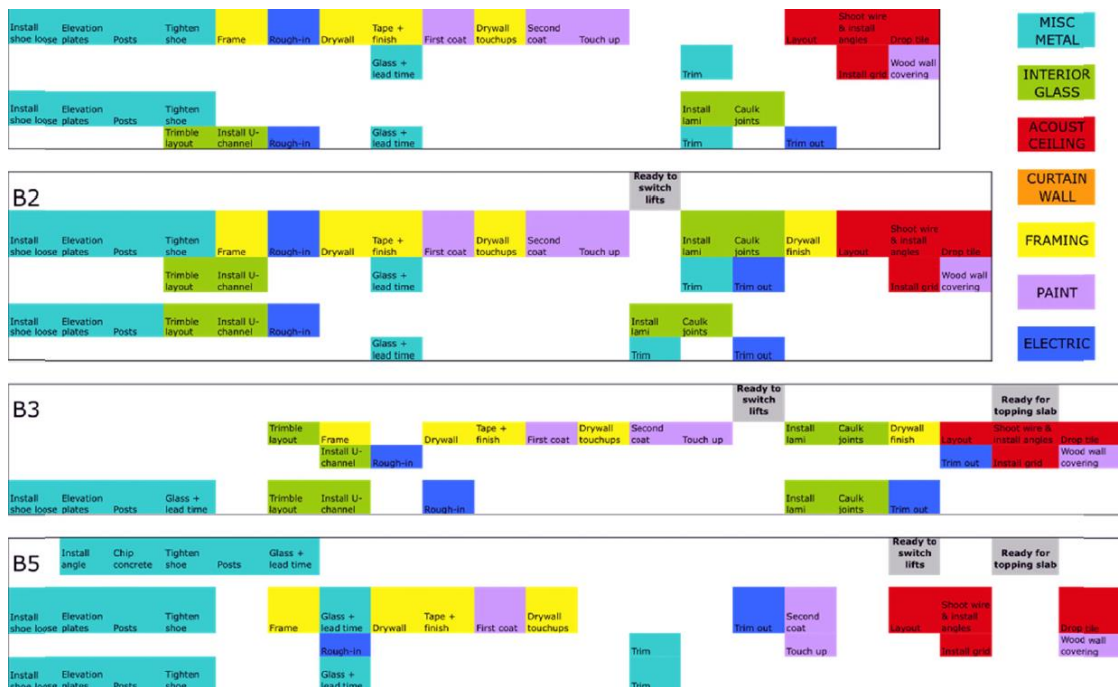 Install shoe loose Elevation plates Posts Tighten shoe Frame Rough-in Drywall Tape + finish First coat Drywall touchups Second coat Touch up Layout Shoot wire & install angles Drop tile
Glass + lead time Trim Install grid Wood wall covering
Install shoe loose Elevation plates Posts Tighten shoe Install lami Caulk joints
Trimble layout Install U-channel Rough-in Glass + lead time Trim Trim out
MISC METAL
INTERIOR GLASS
ACOUST CEILING
CURTAIN WALL
FRAMING
PAINT
ELECTRIC
B2
Ready to switch lifts
Install shoe loose Elevation plates Posts Tighten shoe Frame Rough-in Drywall Tape + finish First coat Drywall touchups Second coat Touch up Install lami Caulk joints Drywall finish Layout Shoot wire & install angles Drop tile
Trimble layout Install U-channel Glass + lead time Trim Trim out Install grid Wood wall covering
Install shoe loose Elevation plates Posts Trimble layout Install U-channel Rough-in Install lami Caulk joints
Glass + lead time Trim Trim out
B3
Ready to switch lifts Ready for topping slab
Trimble layout Frame Drywall Tape + finish First coat Drywall touchups Second coat Touch up Install lami Caulk joints Drywall finish Layout Shoot wire & install angles Drop tile
Install U-channel Rough-in Trim out Install grid Wood wall covering
Install shoe loose Elevation plates Posts Glass + lead time Trimble layout Install U-channel Rough-in Install lami Caulk joints Trim out
B5
Install angle Chip concrete Tighten shoe Posts Glass + lead time Ready to switch lifts Ready for topping slab
Install shoe loose Elevation plates Posts Tighten shoe Frame Glass + lead time Drywall Tape + finish First coat Drywall touchups Trim out Second coat Layout Shoot wire & install angles Drop tile
Rough-in Trim Touch up Install grid Wood wall covering
Install shoe loose Elevation plates Posts Tighten shoe Glass + lead time Trim